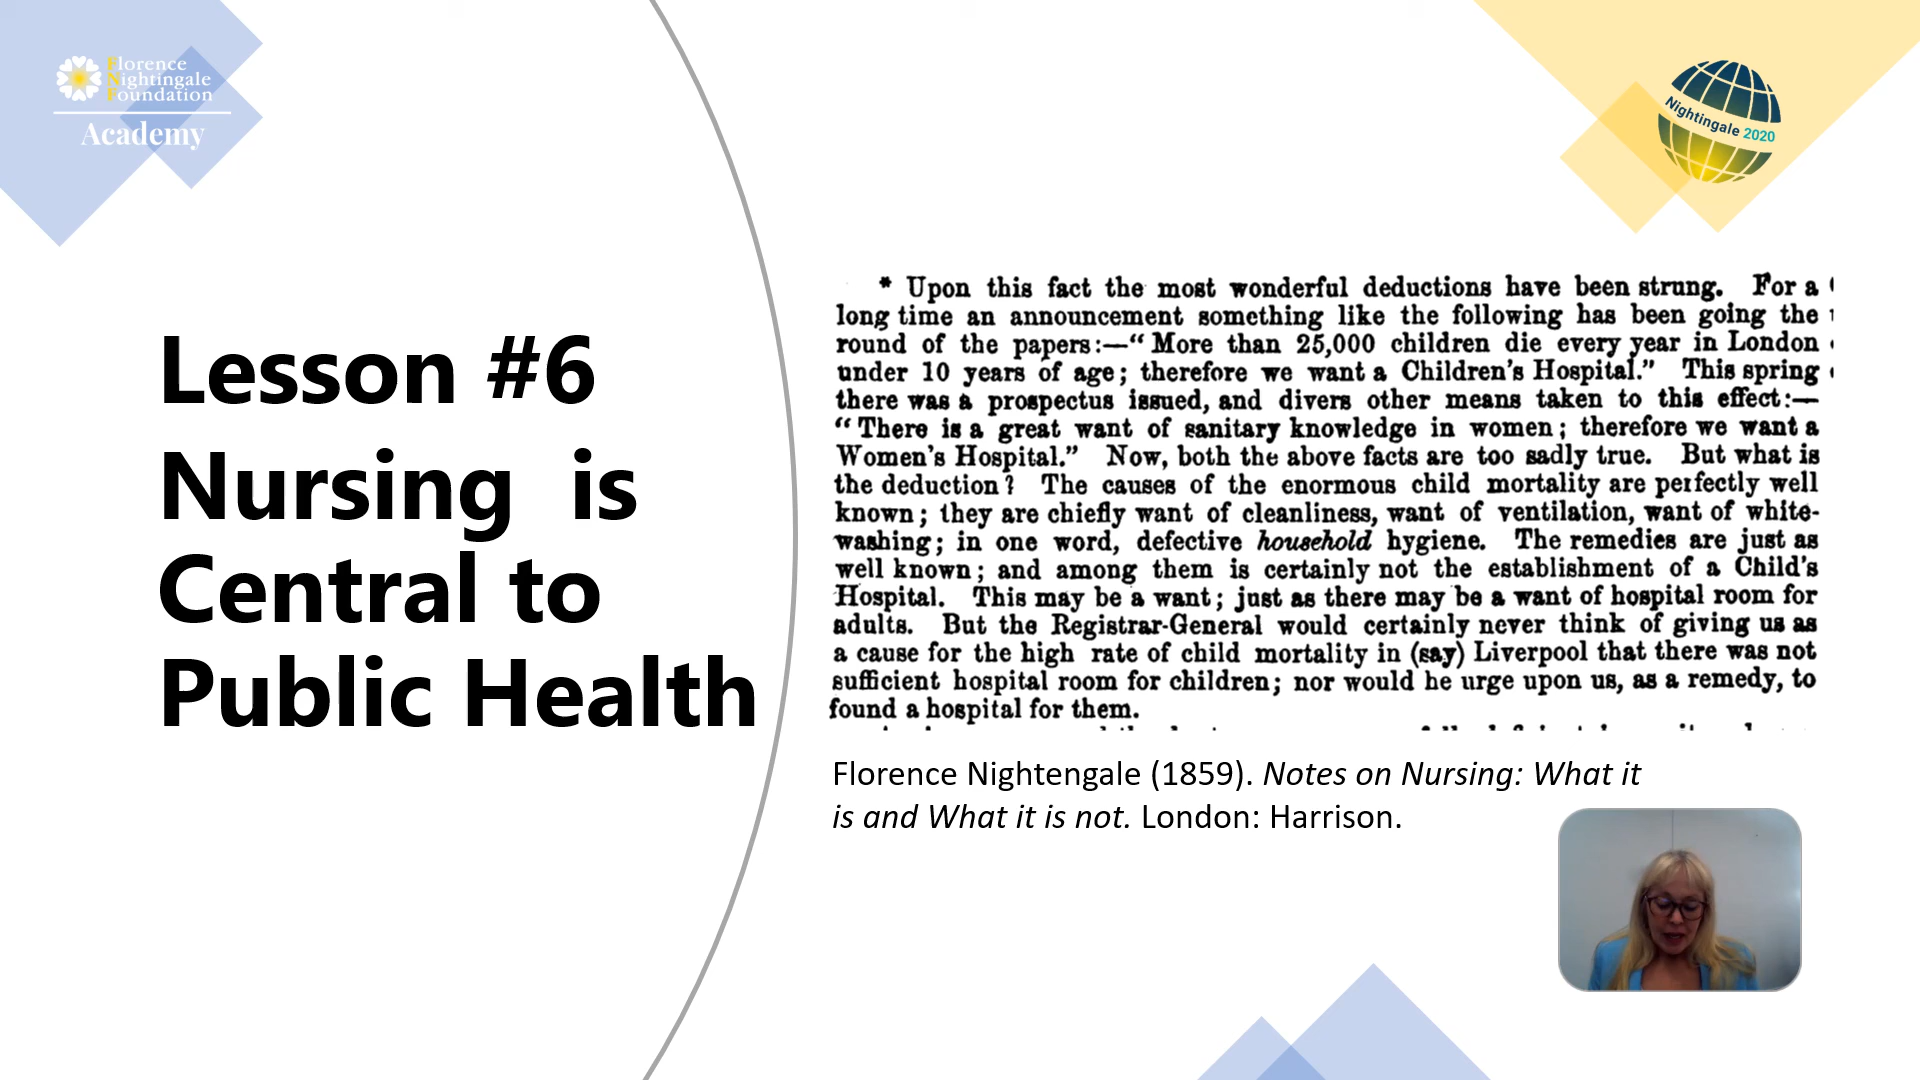 Florence
Nightingale
Foundation
Academy
Nightingale 2020
Lesson #6
Nursing is
Central to
Public Health
* Upon this fact the most wonderful deductions have been strung. For a
long time an announcement something like the following has been going the
round of the papers:—“More than 25,000 children die every year in London
under 10 years of age; therefore we want a Children’s Hospital.” This spring
there was a prospectus issued, and divers other means taken to this effect:—
“There is a great want of sanitary knowledge in women; therefore we want a
Women’s Hospital.” Now, both the above facts are too sadly true. But what is
the deduction? The causes of the enormous child mortality are perfectly well
known; they are chiefly want of cleanliness, want of ventilation, want of white-
washing; in one word, defective household hygiene. The remedies are just as
well known; and among them is certainly not the establishment of a Child’s
Hospital. This may be a want; just as there may be a want of hospital room for
adults. But the Registrar-General would certainly never think of giving us as
a cause for the high rate of child mortality in (say) Liverpool that there was not
sufficient hospital room for children; nor would he urge upon us, as a remedy, to
found a hospital for them.
Florence Nightengale (1859). Notes on Nursing: What it
is and What it is not. London: Harrison.